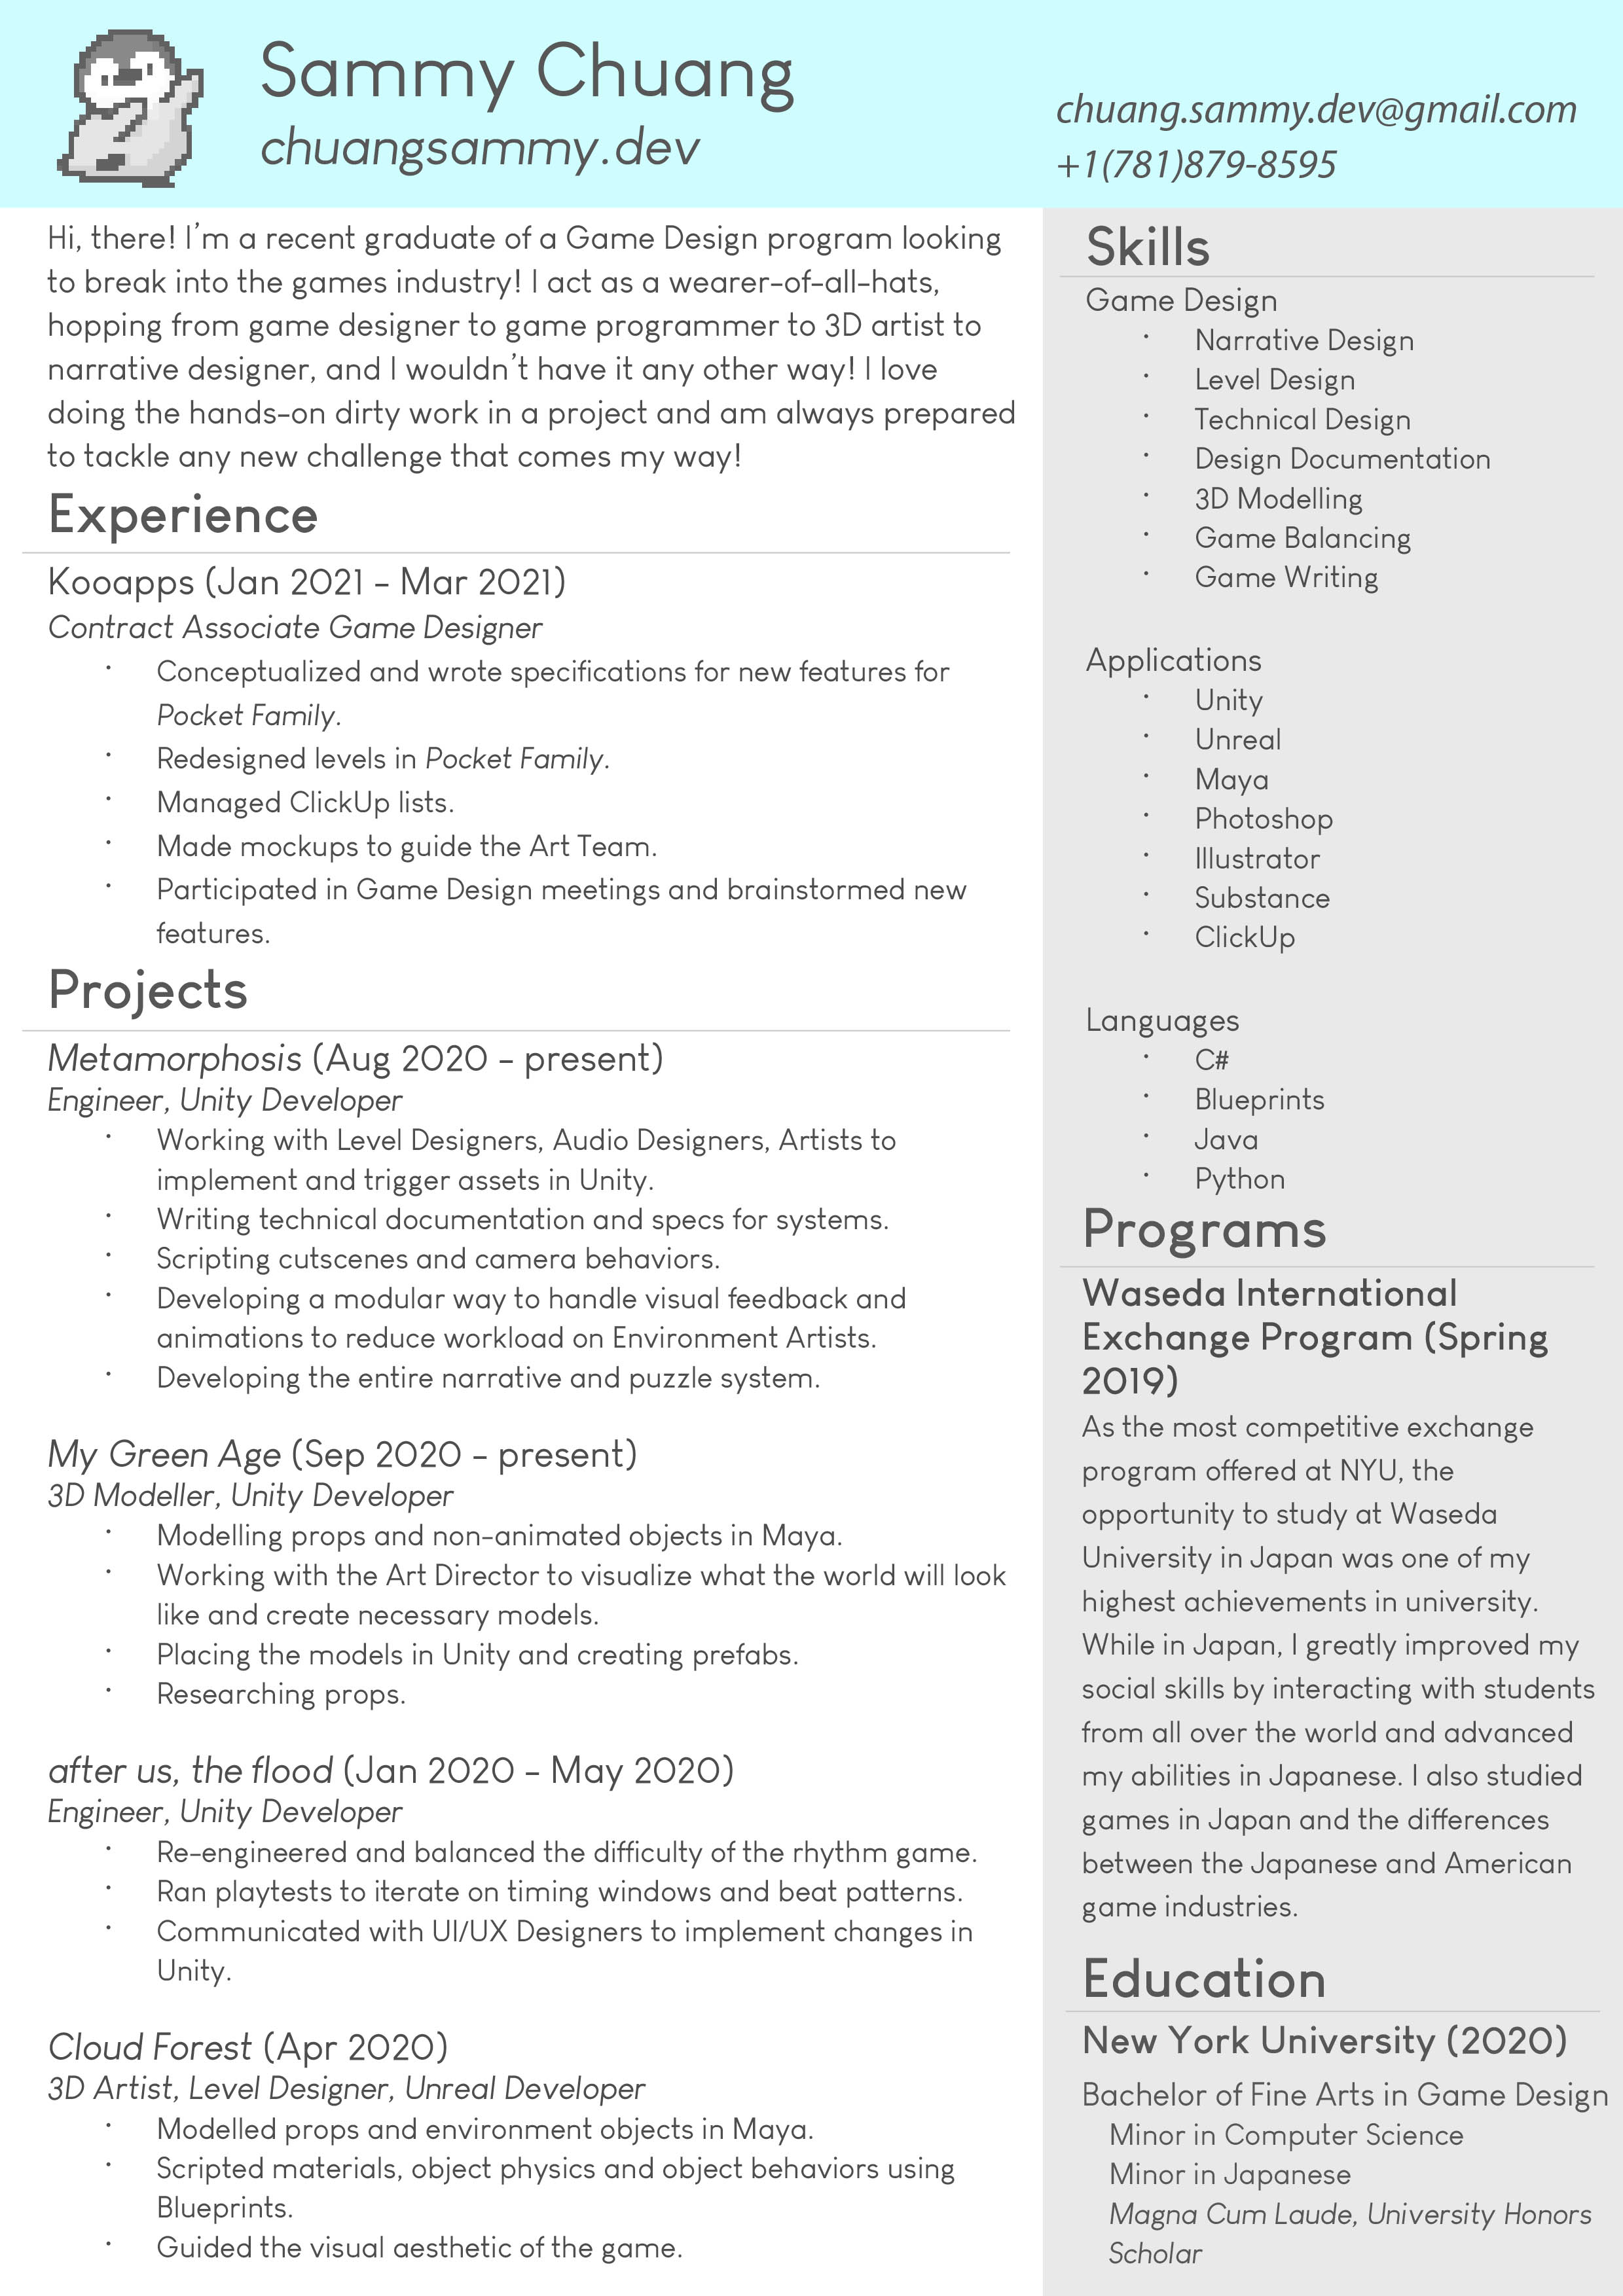 Sammy Chuang
chuangsammy.dev
chuang.sammy.dev@gmail.com
+1(781)879-8595
Hi, there! I'm a recent graduate of a Game Design program looking
to break into the games industry! I act as a wearer-of-all-hats,
hopping from game designer to game programmer to 3D artist to
narrative designer, and I wouldn't have it any other way! I love
doing the hands-on dirty work in a project and am always prepared
to tackle any new challenge that comes my way!
Experience
Kooapps (Jan 2021 - Mar 2021)
Contract Associate Game Designer
· Conceptualized and wrote specifications for new features for
Pocket Family.
· Redesigned levels in Pocket Family.
· Managed ClickUp lists.
· Made mockups to guide the Art Team.
· Participated in Game Design meetings and brainstormed new
features.
Projects
Metamorphosis (Aug 2020 - present)
Engineer, Unity Developer
· Working with Level Designers, Audio Designers, Artists to
implement and trigger assets in Unity.
· Writing technical documentation and specs for systems.
· Scripting cutscenes and camera behaviors.
· Developing a modular way to handle visual feedback and
animations to reduce workload on Environment Artists.
· Developing the entire narrative and puzzle system.
My Green Age (Sep 2020 - present)
3D Modeller, Unity Developer
· Modelling props and non-animated objects in Maya.
· Working with the Art Director to visualize what the world will look
like and create necessary models.
· Placing the models in Unity and creating prefabs.
· Researching props.
after us, the flood (Jan 2020 - May 2020)
Engineer, Unity Developer
· Re-engineered and balanced the difficulty of the rhythm game.
· Ran playtests to iterate on timing windows and beat patterns.
· Communicated with UI/UX Designers to implement changes in
Unity.
Cloud Forest (Apr 2020)
3D Artist, Level Designer, Unreal Developer
· Modelled props and environment objects in Maya.
· Scripted materials, object physics and object behaviors using
Blueprints.
· Guided the visual aesthetic of the game.
Skills
Game Design
· Narrative Design
· Level Design
· Technical Design
· Design Documentation
· 3D Modelling
· Game Balancing
· Game Writing
Applications
· Unity
· Unreal
· Maya
· Photoshop
· Illustrator
· Substance
· ClickUp
Languages
· C#
· Blueprints
· Java
· Python
Programs
Waseda International
Exchange Program (Spring
2019)
As the most competitive exchange
program offered at NYU, the
opportunity to study at Waseda
University in Japan was one of my
highest achievements in university.
While in Japan, I greatly improved my
social skills by interacting with students
from all over the world and advanced
my abilities in Japanese. I also studied
games in Japan and the differences
between the Japanese and American
game industries.
Education
New York University (2020)
Bachelor of Fine Arts in Game Design
Minor in Computer Science
Minor in Japanese
Magna Cum Laude, University Honors
Scholar